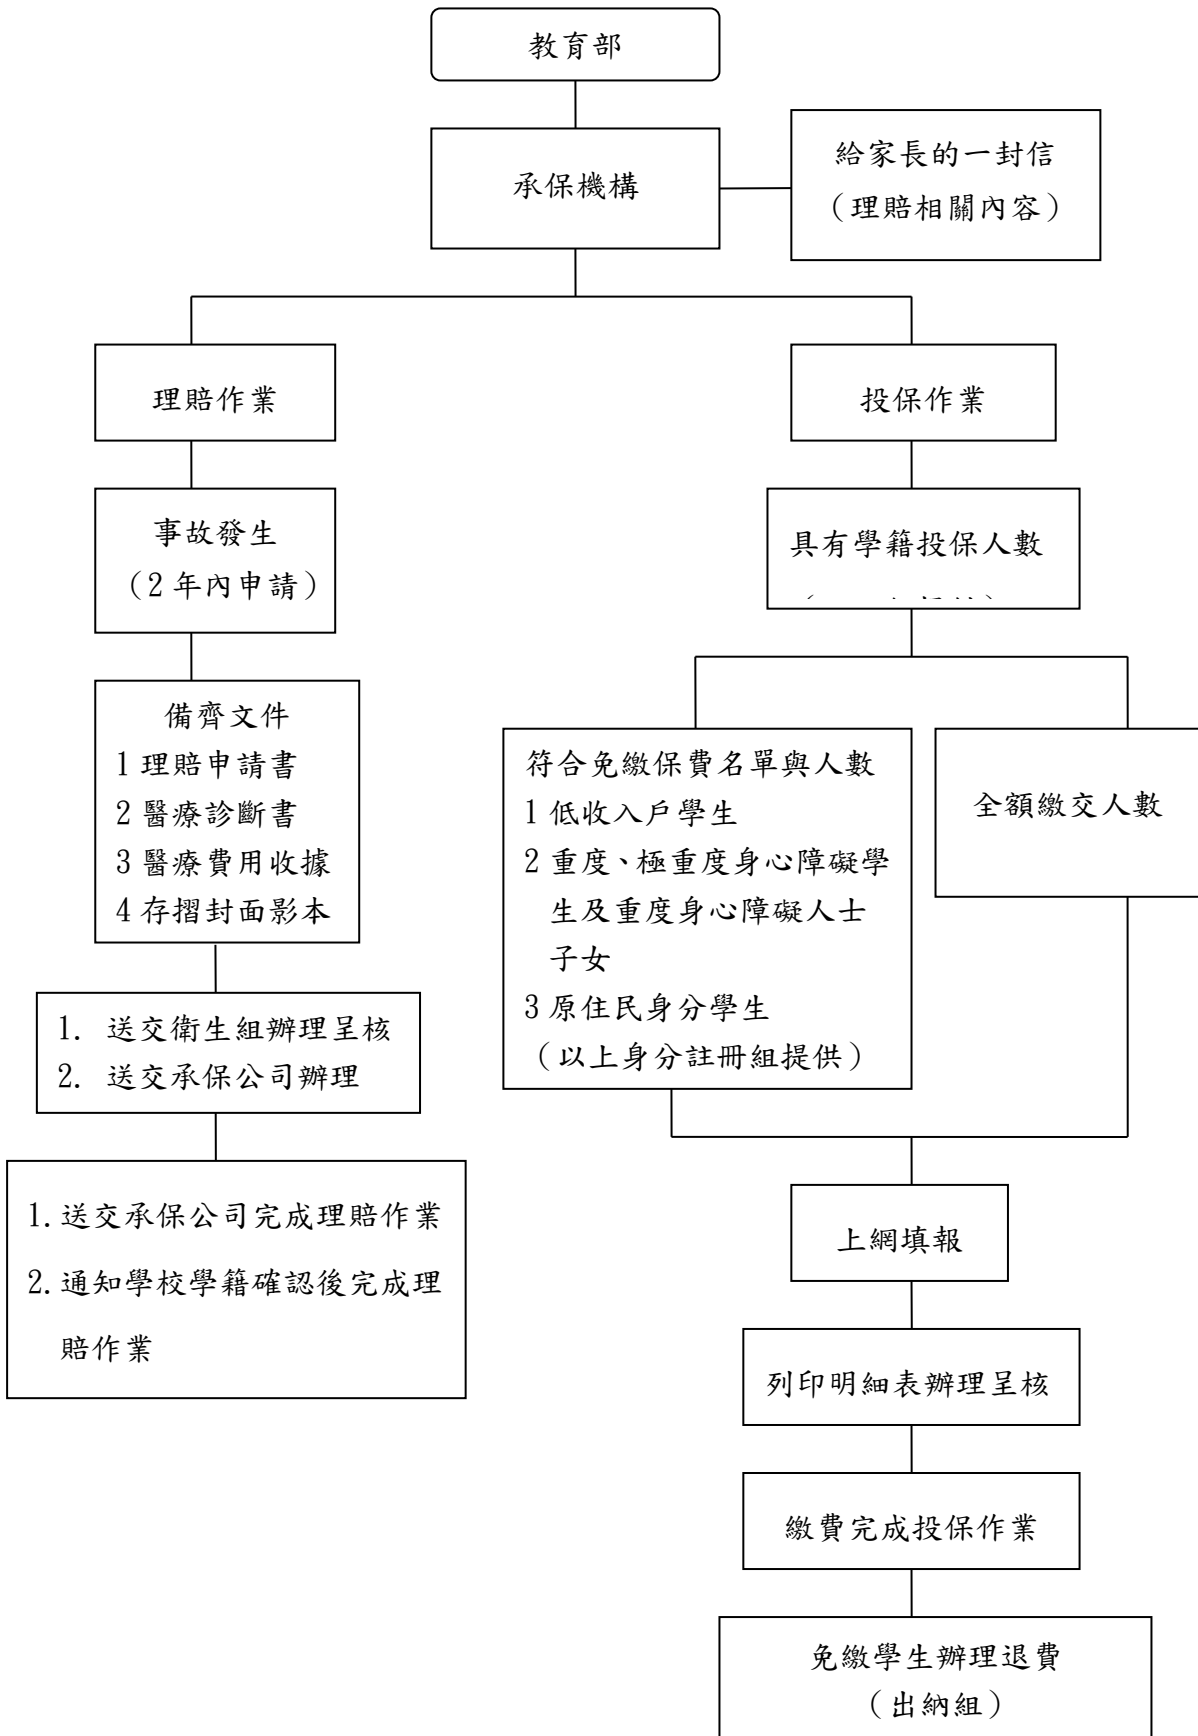 教育部
承保機構
給家長的一封信
（理賠相關內容）
理賠作業
事故發生
（2年內申請）
備齊文件
1理賠申請書
2醫療診斷書
3醫療費用收據
4存摺封面影本
1. 送交衛生組辦理呈核
2. 送交承保公司辦理
1.送交承保公司完成理賠作業
2.通知學校學籍確認後完成理
賠作業
投保作業
具有學籍投保人數
符合免繳保費名單與人數
1低收入戶學生
2重度、極重度身心障礙學
生及重度身心障礙人士
子女
3原住民身分學生
（以上身分註冊組提供）
全額繳交人數
上網填報
列印明細表辦理呈核
繳費完成投保作業
免繳學生辦理退費
（出納組）